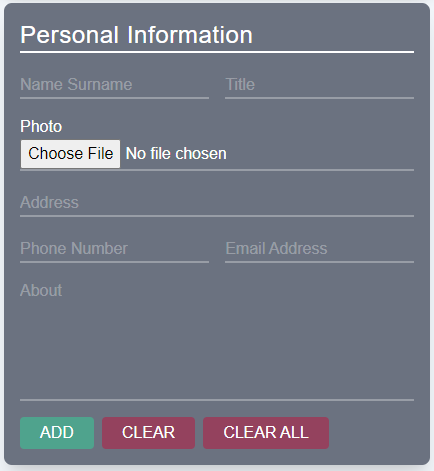 Personal Information
Name Surname Title
Photo
Choose File No file chosen
Address
Phone Number Email Address
About
ADD CLEAR CLEAR ALL